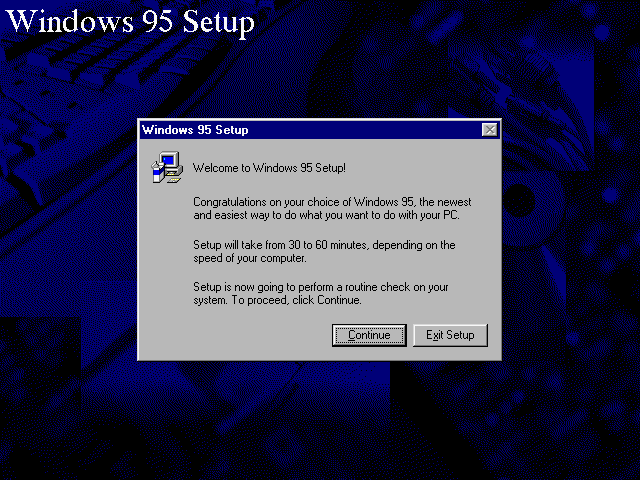 Windows 95 Setup
Windows 95 Setup
Welcome to Windows 95 Setup!
Congratulations on your choice of Windows 95, the newest
and easiest way to do what you want to do with your PC.
Setup will take from 30 to 60 minutes, depending on the
speed of your computer.
Setup is now going to perform a routine check on your
system. To proceed, click Continue.
Continue
Exit Setup